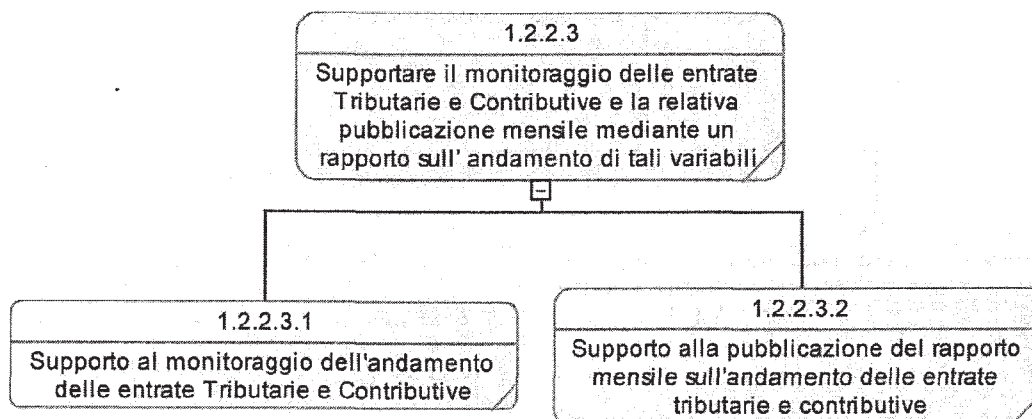 1.2.2.3
Supportare il monitoraggio delle entrate
Tributarie e Contributive e la relativa
pubblicazione mensile mediante un
rapporto sull' andamento di tali variabili
1.2.2.3.1
Supporto al monitoraggio dell'andamento
delle entrate Tributarie e Contributive
1.2.2.3.2
Supporto alla pubblicazione del rapporto
mensile sull'andamento delle entrate
tributarie e contributive